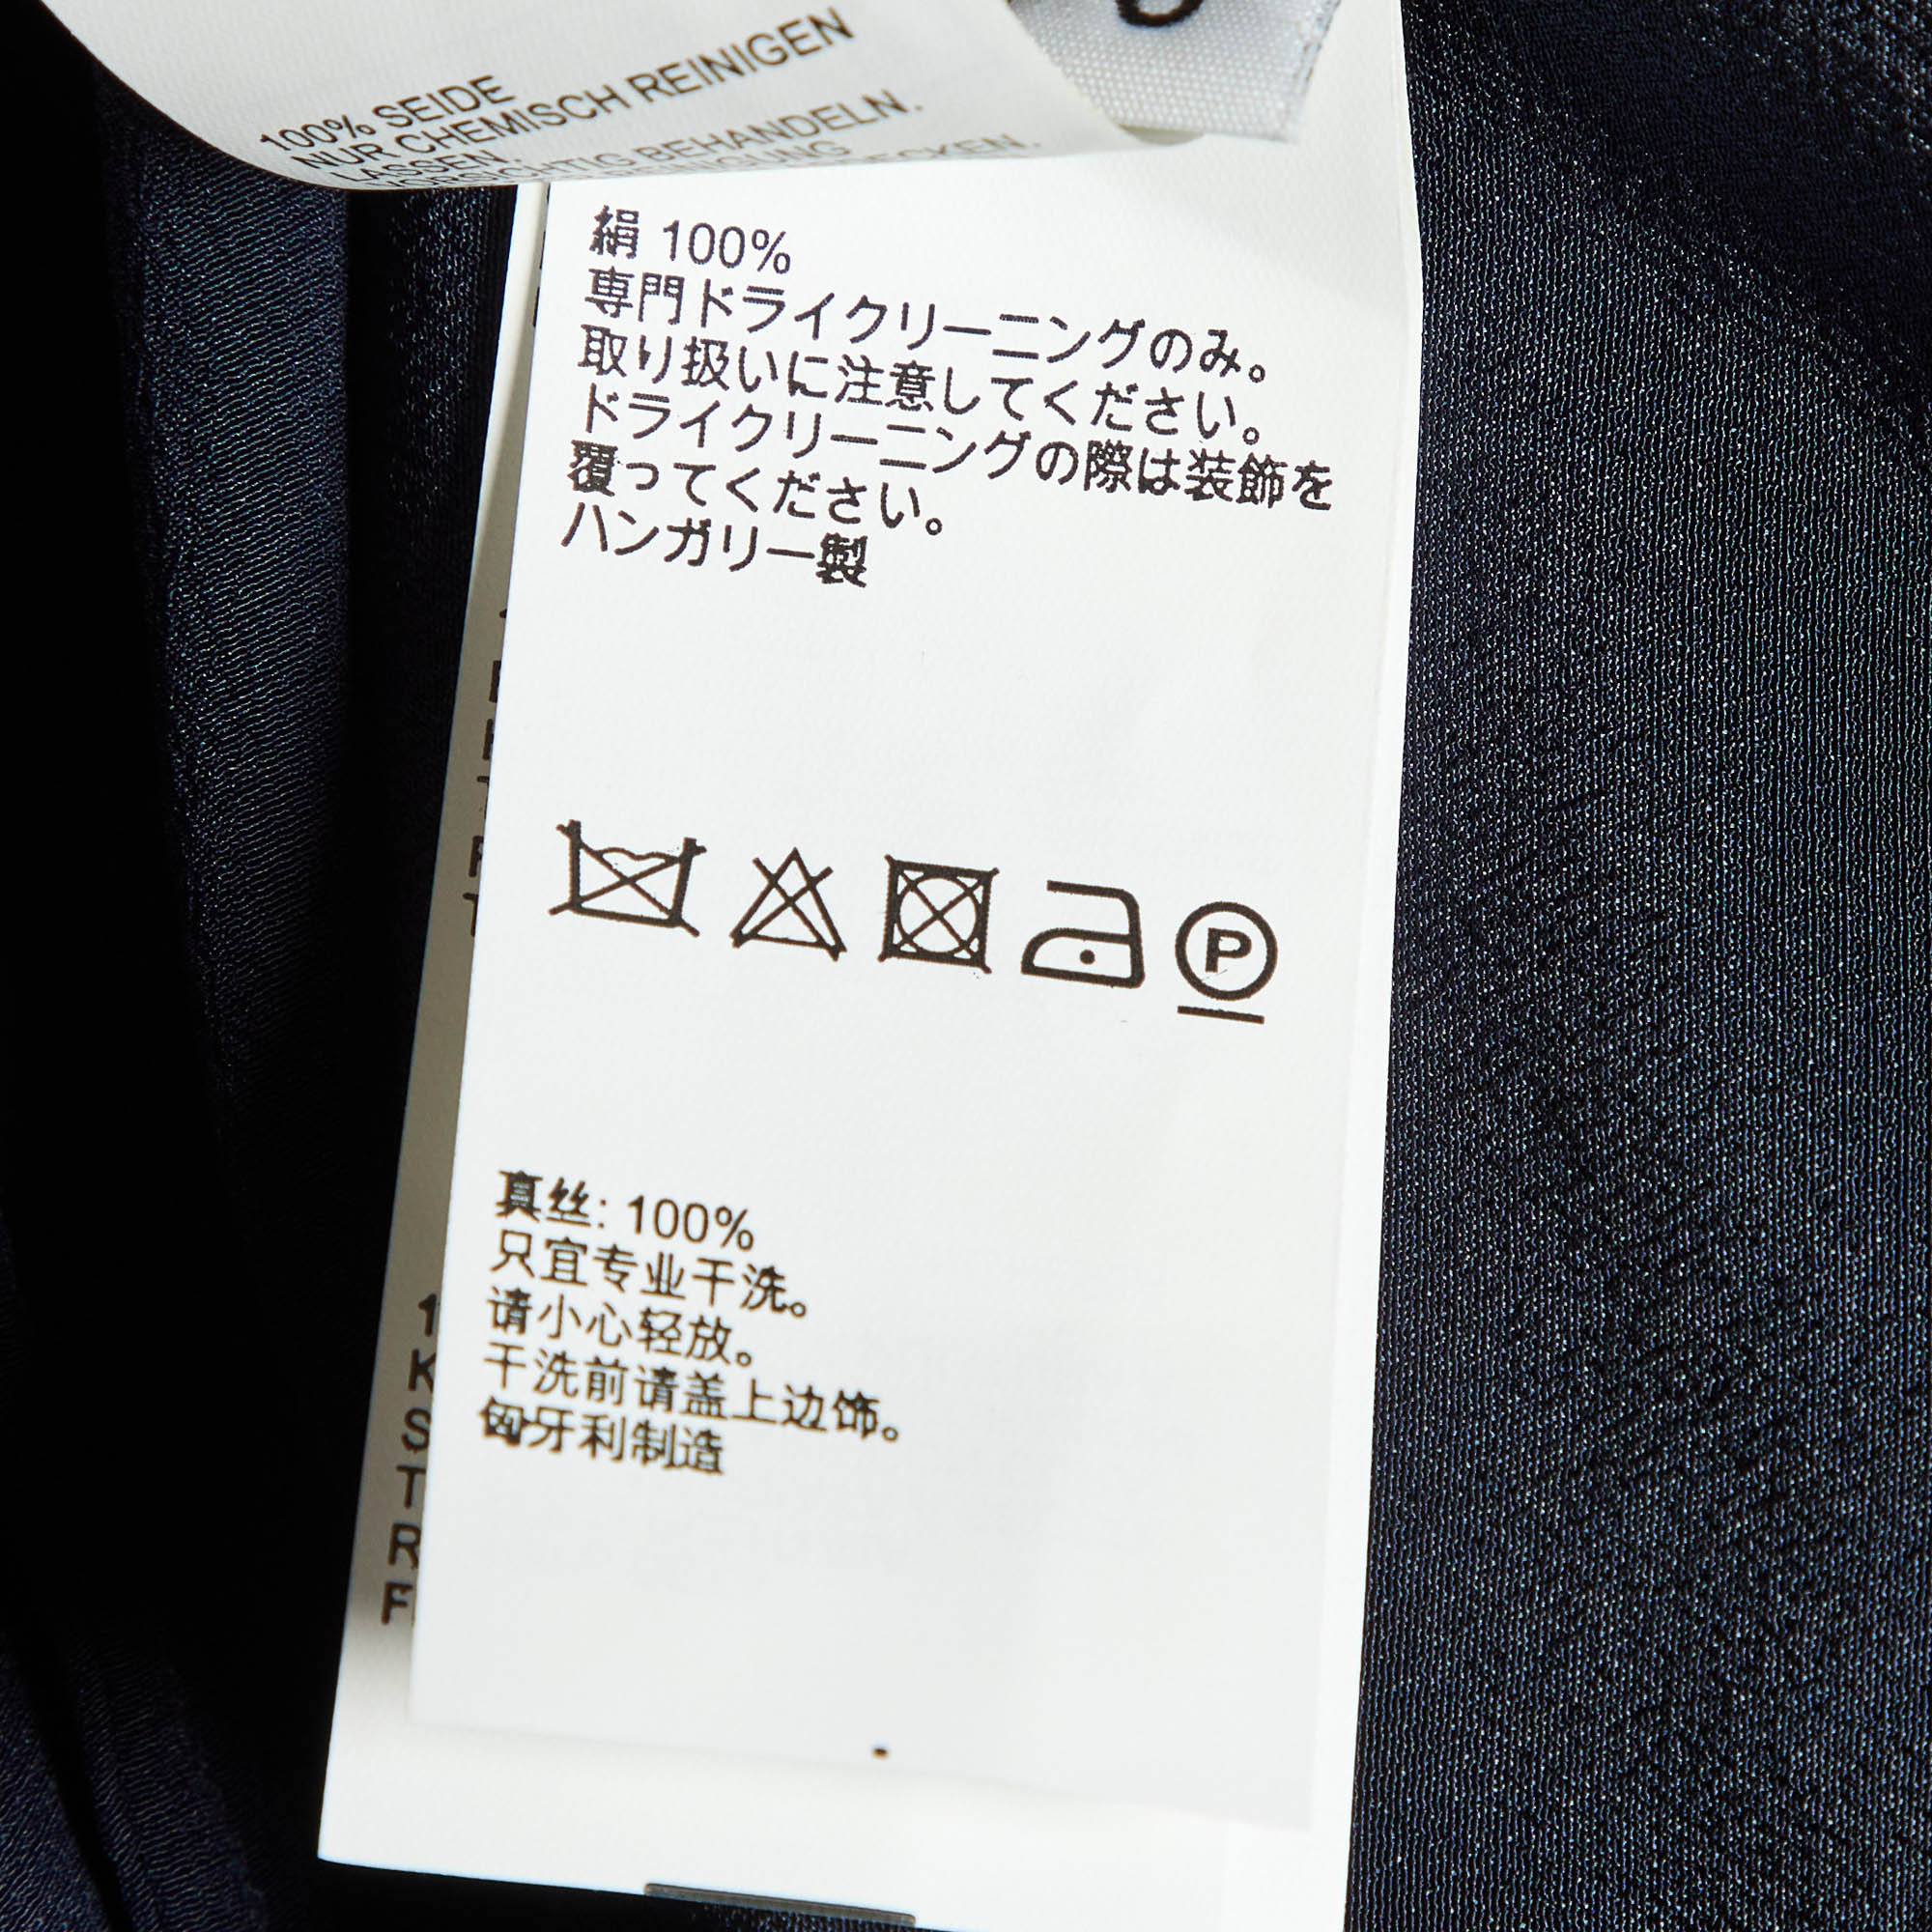 100% SEIDE
NUR CHEMISCH REINIGEN
LASSEN.
BEHANDELN.
絹 100%
専門ドライクリーニングのみ。
取り扱いに注意してください。
ドライクリーニングの際は装飾を
覆ってください。
ハンガリー製
P
真丝: 100%
只宜专业干洗。
请小心轻放。
干洗前请盖上边饰。
匈牙利制造